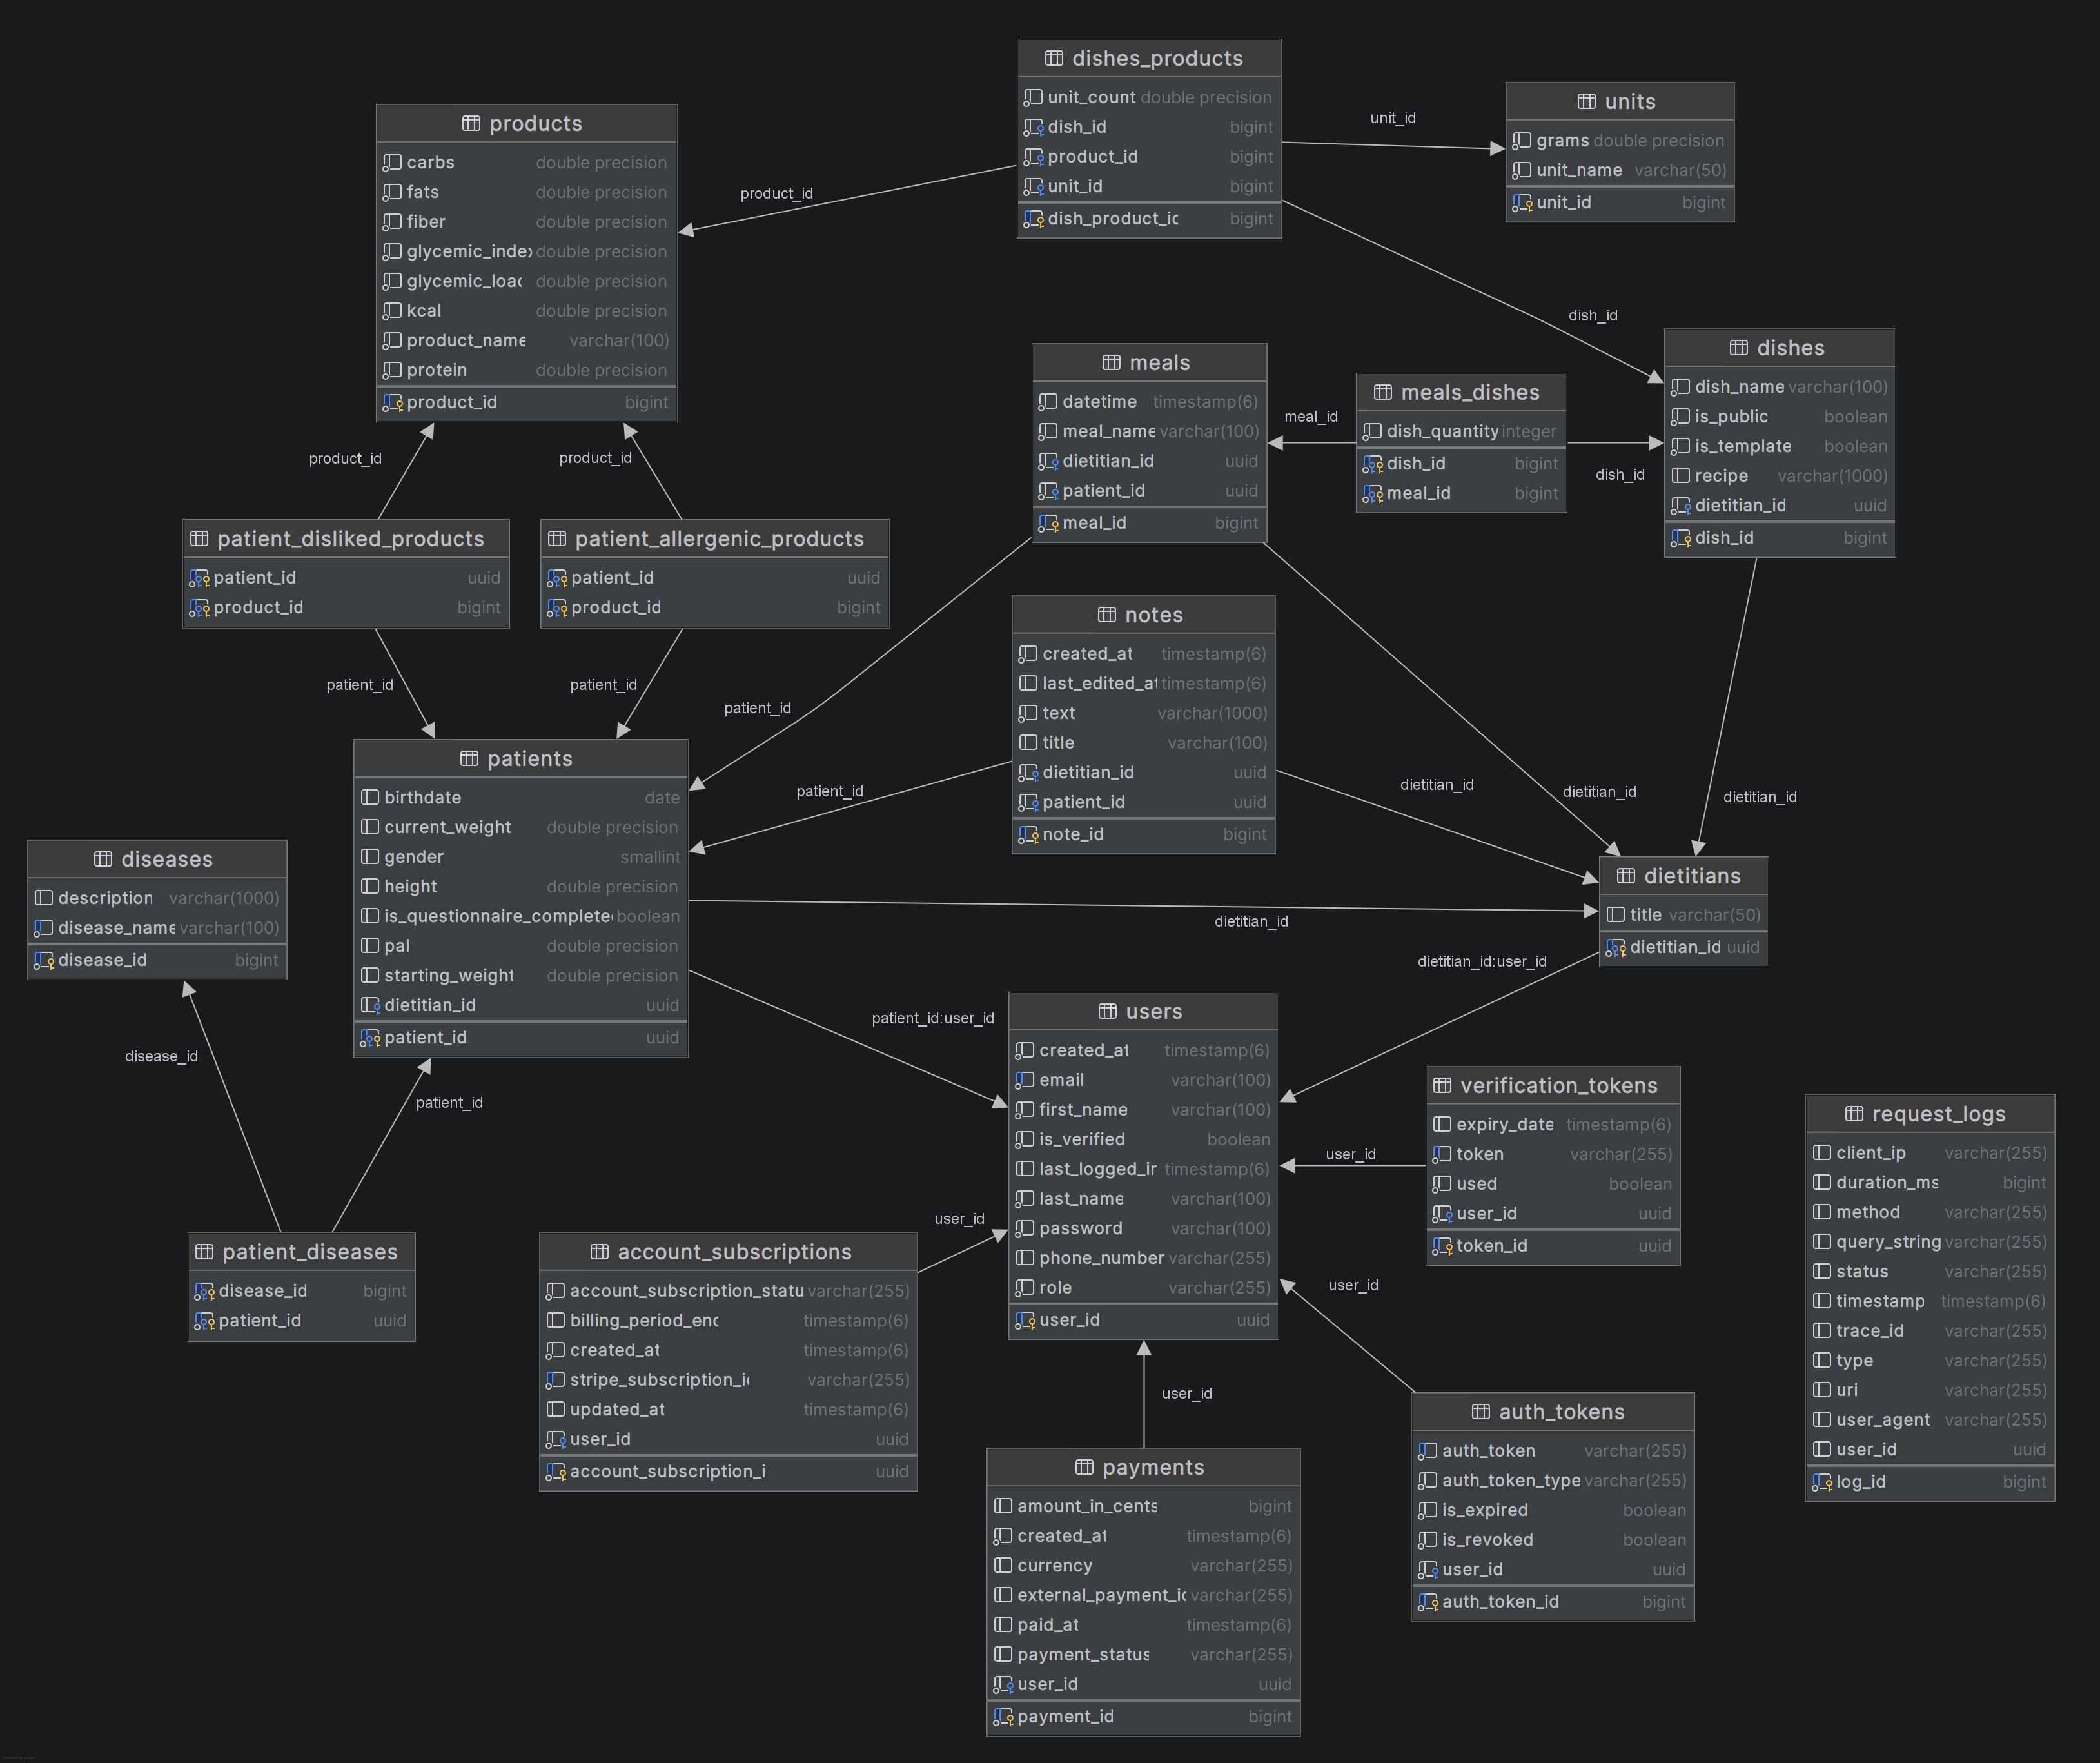 dishes_products
unit_count double precision
dish_id bigint
product_id bigint
unit_id bigint
dish_product_ic bigint
units
grams double precision
unit_name varchar(50)
unit_id bigint
unit_id
products
carbs double precision
fats double precision
fiber double precision
glycemic_index double precision
glycemic_load double precision
kcal double precision
product_name varchar(100)
protein double precision
product_id bigint
product_id
dish_id
dishes
dish_name varchar(100)
is_public boolean
is_template boolean
recipe varchar(1000)
dietitian_id uuid
dish_id bigint
meals
datetime timestamp(6)
meal_name varchar(100)
dietitian_id uuid
patient_id uuid
meal_id bigint
meal_id
meals_dishes
dish_quantity integer
dish_id bigint
meal_id bigint
dish_id
product_id
product_id
patient_disliked_products
patient_id uuid
product_id bigint
patient_allergenic_products
patient_id uuid
product_id bigint
patient_id
patient_id
patient_id
notes
created_at timestamp(6)
last_edited_at timestamp(6)
text varchar(1000)
title varchar(100)
dietitian_id uuid
patient_id uuid
note_id bigint
patient_id
dietitian_id
dietitian_id
dietitian_id
patients
birthdate date
current_weight double precision
gender smallint
height double precision
is_questionnaire_complete boolean
pal double precision
starting_weight double precision
dietitian_id uuid
patient_id uuid
diseases
description varchar(1000)
disease_name varchar(100)
disease_id bigint
dietitian_id
dietitians
title varchar(50)
dietitian_id uuid
dietitian_id:user_id
patient_id:user_id
disease_id
patient_id
users
created_at timestamp(6)
email varchar(100)
first_name varchar(100)
is_verified boolean
last_logged_in timestamp(6)
last_name varchar(100)
password varchar(100)
phone_number varchar(255)
role varchar(255)
user_id uuid
verification_tokens
expiry_date timestamp(6)
token varchar(255)
used boolean
user_id uuid
token_id uuid
user_id
request_logs
client_ip varchar(255)
duration_ms bigint
method varchar(255)
query_string varchar(255)
status varchar(255)
timestamp timestamp(6)
trace_id varchar(255)
type varchar(255)
uri varchar(255)
user_agent varchar(255)
user_id uuid
log_id bigint
patient_diseases
disease_id bigint
patient_id uuid
user_id
account_subscriptions
account_subscription_statu varchar(255)
billing_period_end timestamp(6)
created_at timestamp(6)
stripe_subscription_id varchar(255)
updated_at timestamp(6)
user_id uuid
account_subscription_i uuid
user_id
user_id
payments
amount_in_cents bigint
created_at timestamp(6)
currency varchar(255)
external_payment_id varchar(255)
paid_at timestamp(6)
payment_status varchar(255)
user_id uuid
payment_id bigint
auth_tokens
auth_token varchar(255)
auth_token_type varchar(255)
is_expired boolean
is_revoked boolean
user_id uuid
auth_token_id bigint